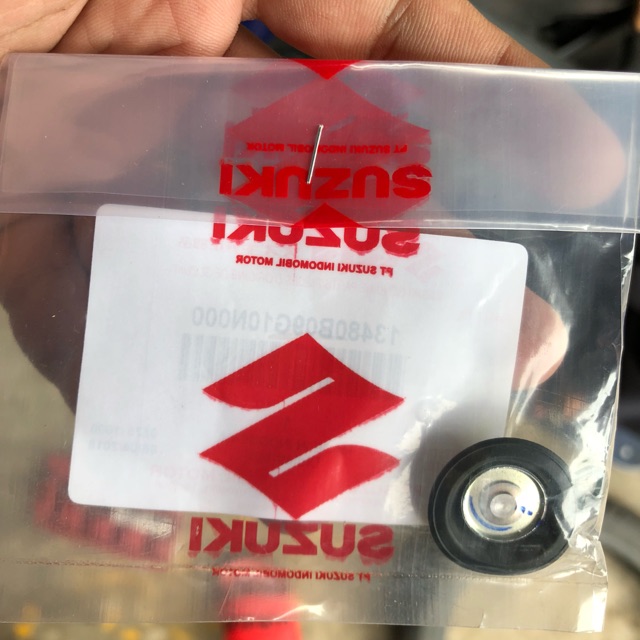 PT SUZUKI INDOMOBIL MOTOR
SUZUKI
SUZUKI
PT SUZUKI INDOMOBIL MOTOR
13480B09G10N000
SUZUKI
PT SUZUKI INDOMOBIL MOTOR